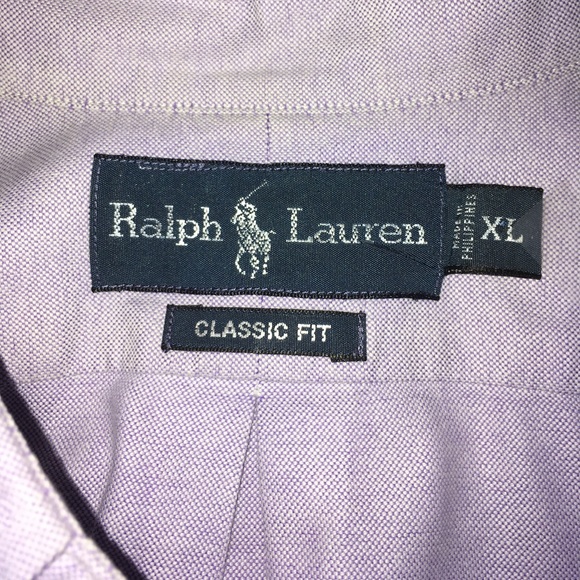 Ralph Lauren
MADE IN
PHILIPPINES
XL
CLASSIC FIT